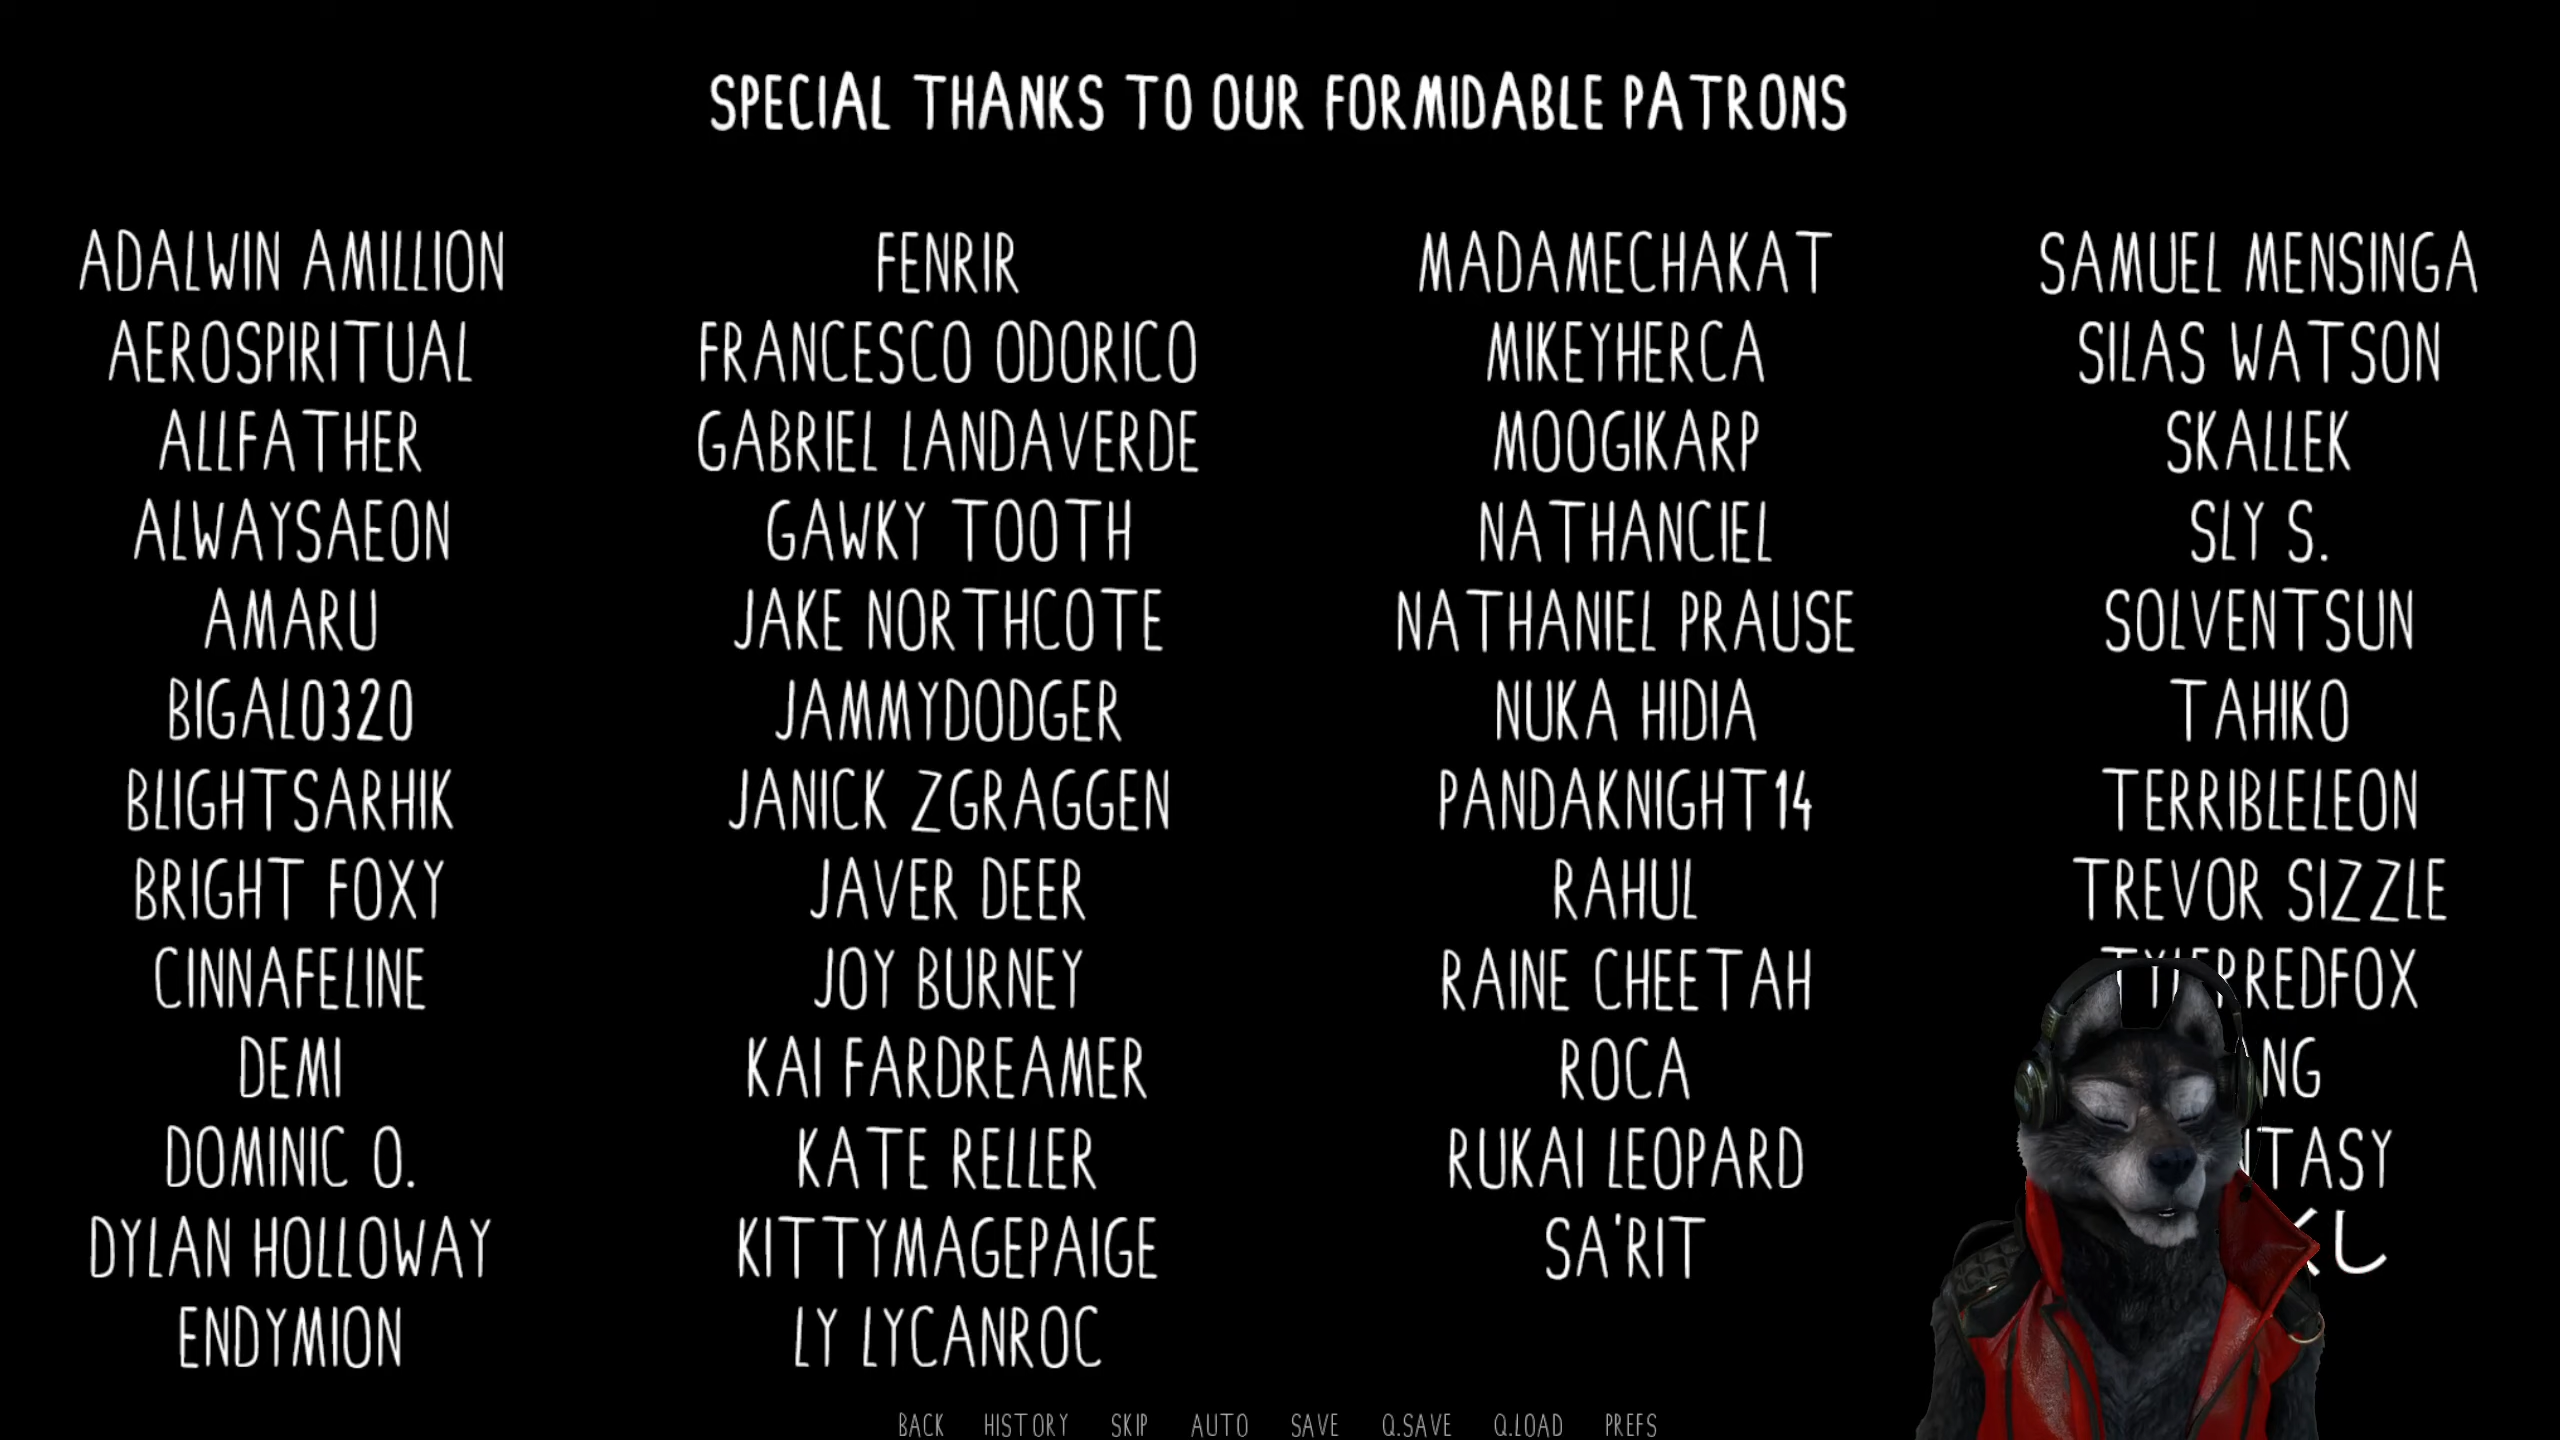 SPECIAL THANKS TO OUR FORMIDABLE PATRONS
ADALWIN AMILLION
AEROSPIRITUAL
ALLFATHER
ALWAYSAEON
AMARU
BIGAL0320
BLIGHTSARHIK
BRIGHT FOXY
CINNAFELINE
DEMI
DOMINIC O.
DYLAN HOLLOWAY
ENDYMION
FENRIR
FRANCESCO ODORICO
GABRIEL LANDAVERDE
GAWKY TOOTH
JAKE NORTHCOTE
JAMMYDODGER
JANICK ZGRAGGEN
JAVER DEER
JOY BURNEY
KAI FARDREAMER
KATE RELLER
KITTYMAGEPAIGE
LY LYCANROC
MADAMECHAKAT
MIKEYHERCA
MOOGIKARP
NATHANCIEL
NATHANIEL PRAUSE
NUKA HIDIA
PANDAKNIGHT14
RAHUL
RAINE CHEETAH
ROCA
RUKAI LEOPARD
SA'RIT
SAMUEL MENSINGA
SILAS WATSON
SKALLEK
SLY S.
SOLVENTSUN
TAHIKO
TERRIBLELEON
TREVOR SIZZLE
TYLERREDFOX
BACK HISTORY SKIP AUTO SAVE Q.SAVE Q.LOAD PREFS